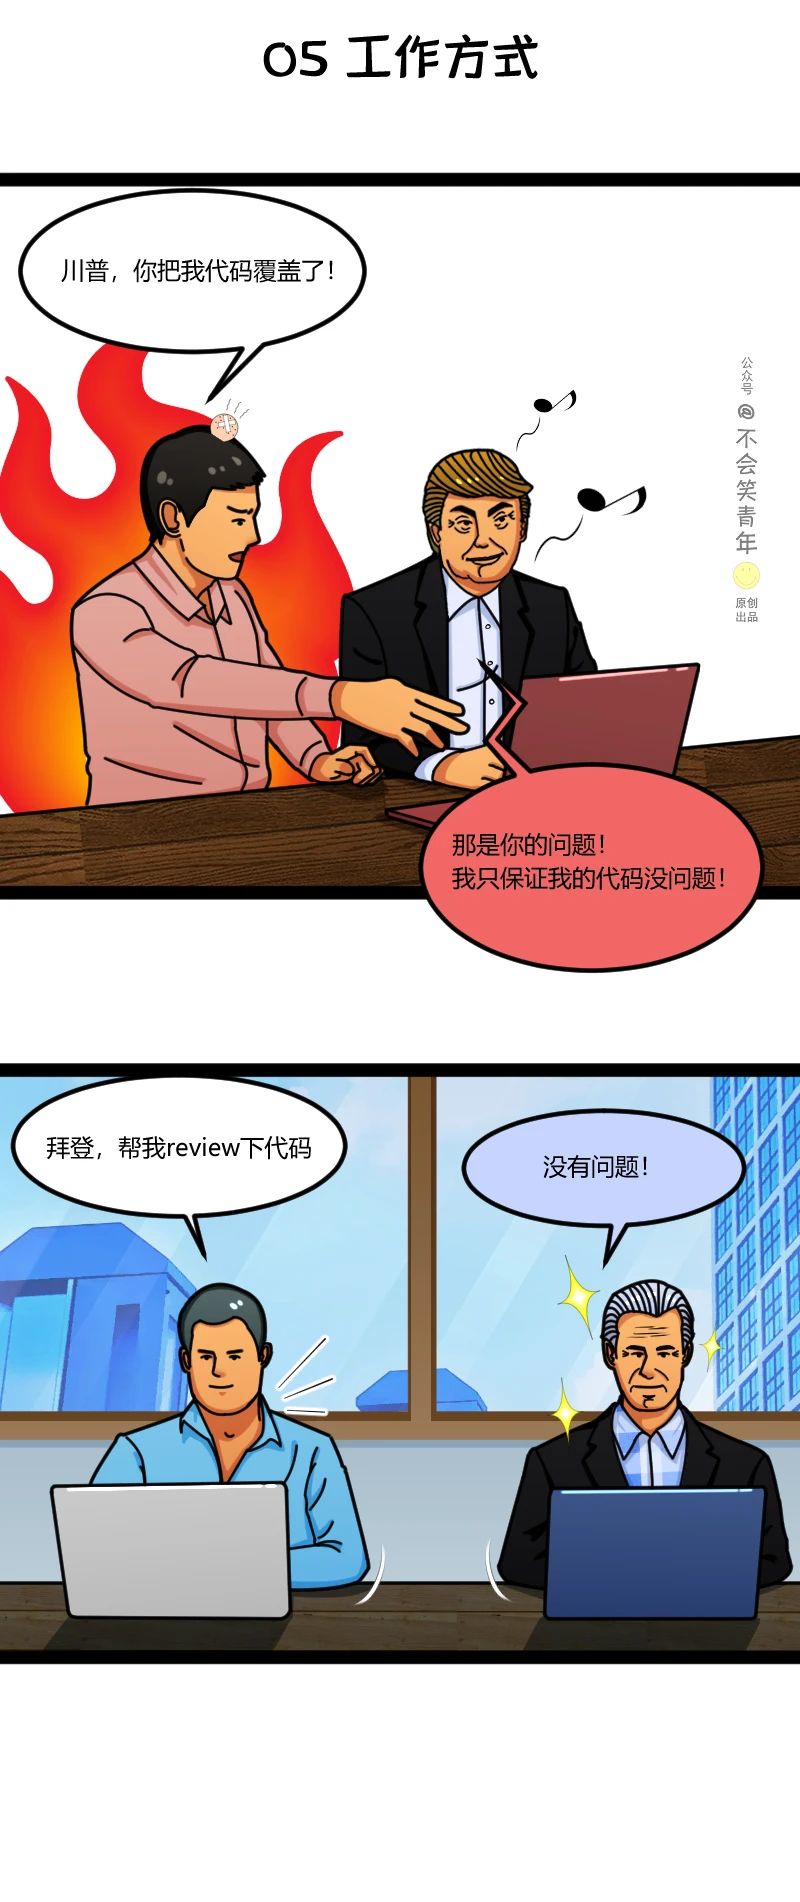 OS 工作方式
川普，你把我代码覆盖了！
公众号
@不会笑青年
原创
出品
那是你的问题！
我只保证我的代码没问题！
拜登，帮我review下代码
没有问题！